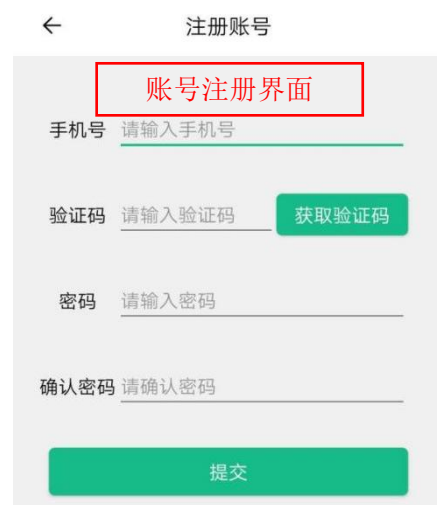 注册账号
账号注册界面
手机号 请输入手机号
验证码 请输入验证码 获取验证码
密码 请输入密码
确认密码 请确认密码
提交